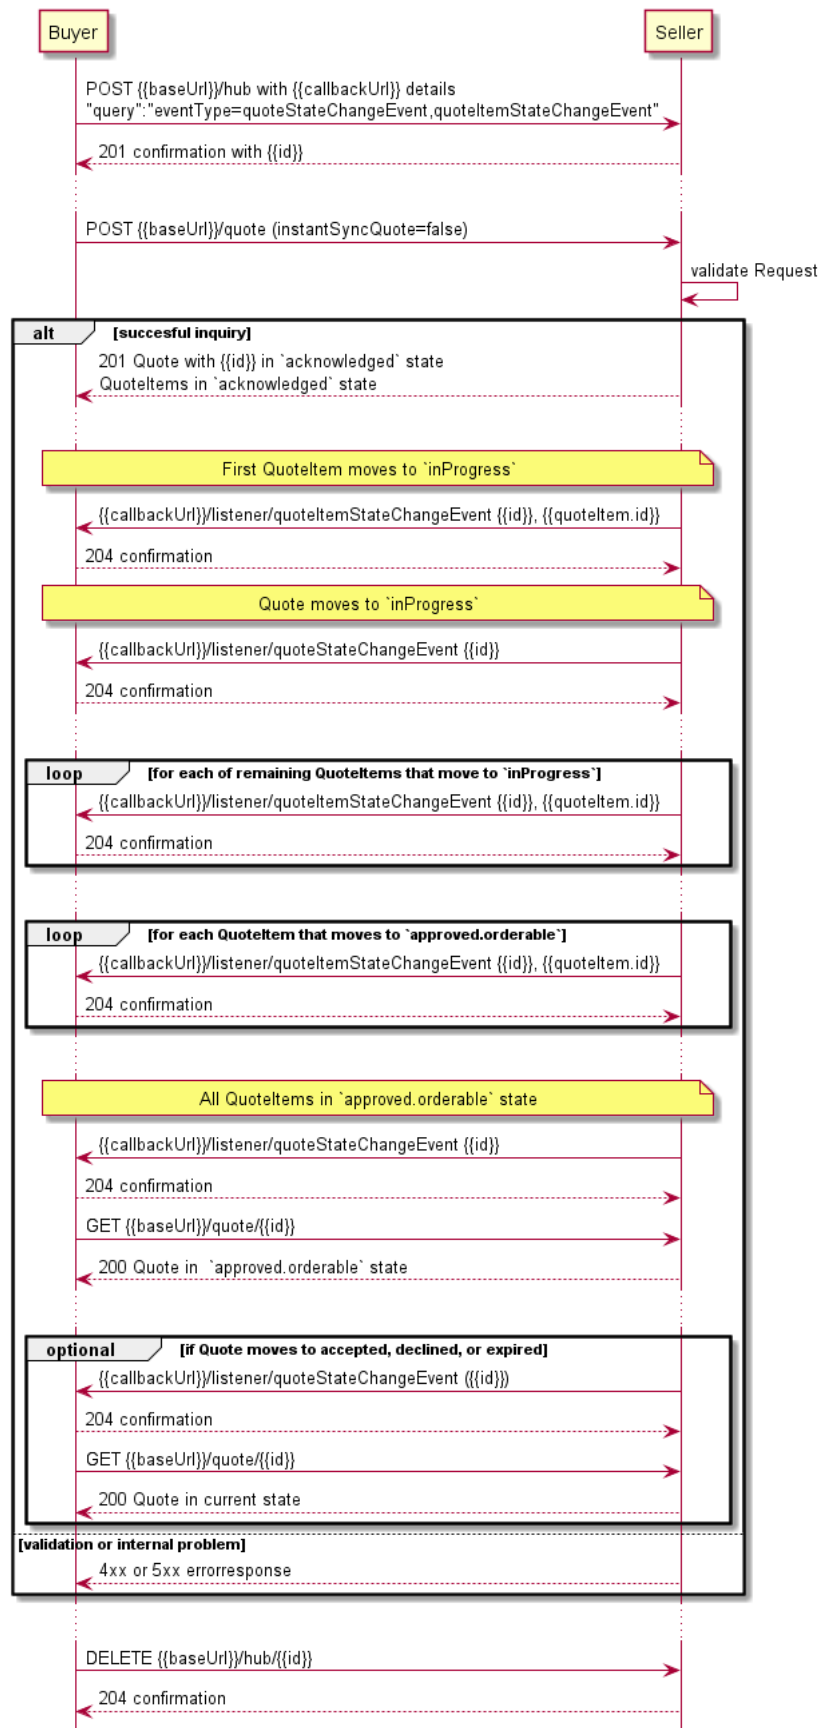 Buyer
Seller
POST {{baseUrl}}/hub with {{callbackUrl}} details
"query":"eventType=quoteStateChangeEvent,quoteItemStateChangeEvent"
201 confirmation with {{id}}
POST {{baseUrl}}/quote (instantSyncQuote=false)
validate Request
alt
[succesful inquiry]
201 Quote with {{id}} in `acknowledged` state
QuoteItems in `acknowledged` state
First QuoteItem moves to `inProgress`
{{callbackUrl}}/listener/quoteItemStateChangeEvent {{id}}, {{quoteItem.id}}
204 confirmation
Quote moves to `inProgress`
{{callbackUrl}}/listener/quoteStateChangeEvent {{id}}
204 confirmation
loop
[for each of remaining QuoteItems that move to `inProgress`]
{{callbackUrl}}/listener/quoteItemStateChangeEvent {{id}}, {{quoteItem.id}}
204 confirmation
loop
[for each QuoteItem that moves to `approved.orderable`]
{{callbackUrl}}/listener/quoteItemStateChangeEvent {{id}}, {{quoteItem.id}}
204 confirmation
All QuoteItems in `approved.orderable` state
{{callbackUrl}}/listener/quoteStateChangeEvent {{id}}
204 confirmation
GET {{baseUrl}}/quote/{{id}}
200 Quote in  `approved.orderable` state
optional
[if Quote moves to accepted, declined, or expired]
{{callbackUrl}}/listener/quoteStateChangeEvent ({{id}})
204 confirmation
GET {{baseUrl}}/quote/{{id}}
200 Quote in current state
[validation or internal problem]
4xx or 5xx errorresponse
DELETE {{baseUrl}}/hub/{{id}}
204 confirmation